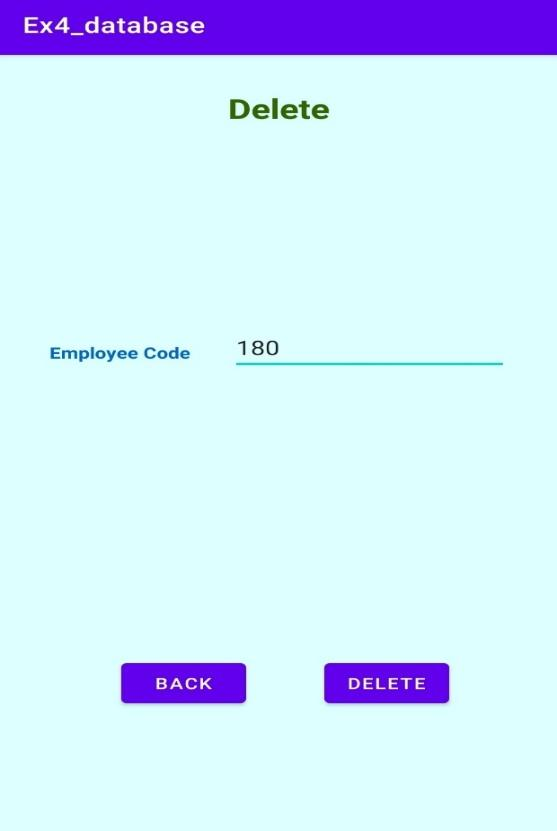 Ex4_database
Delete
Employee Code 180
BACK DELETE